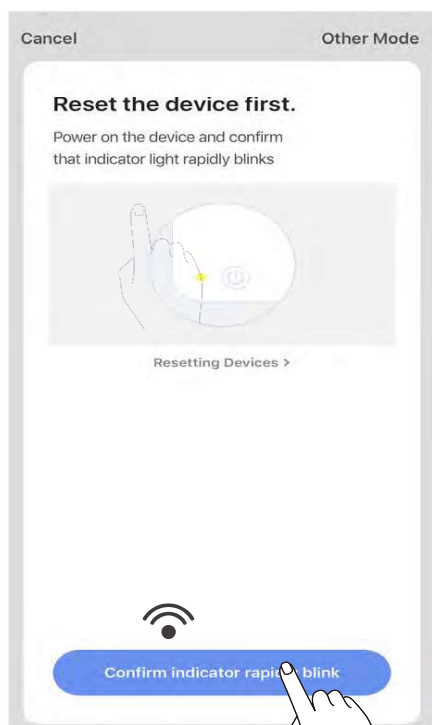 Cancel
Other Mode
Reset the device first.
Power on the device and confirm
that indicator light rapidly blinks
Resetting Devices >
Confirm indicator rapidly blink